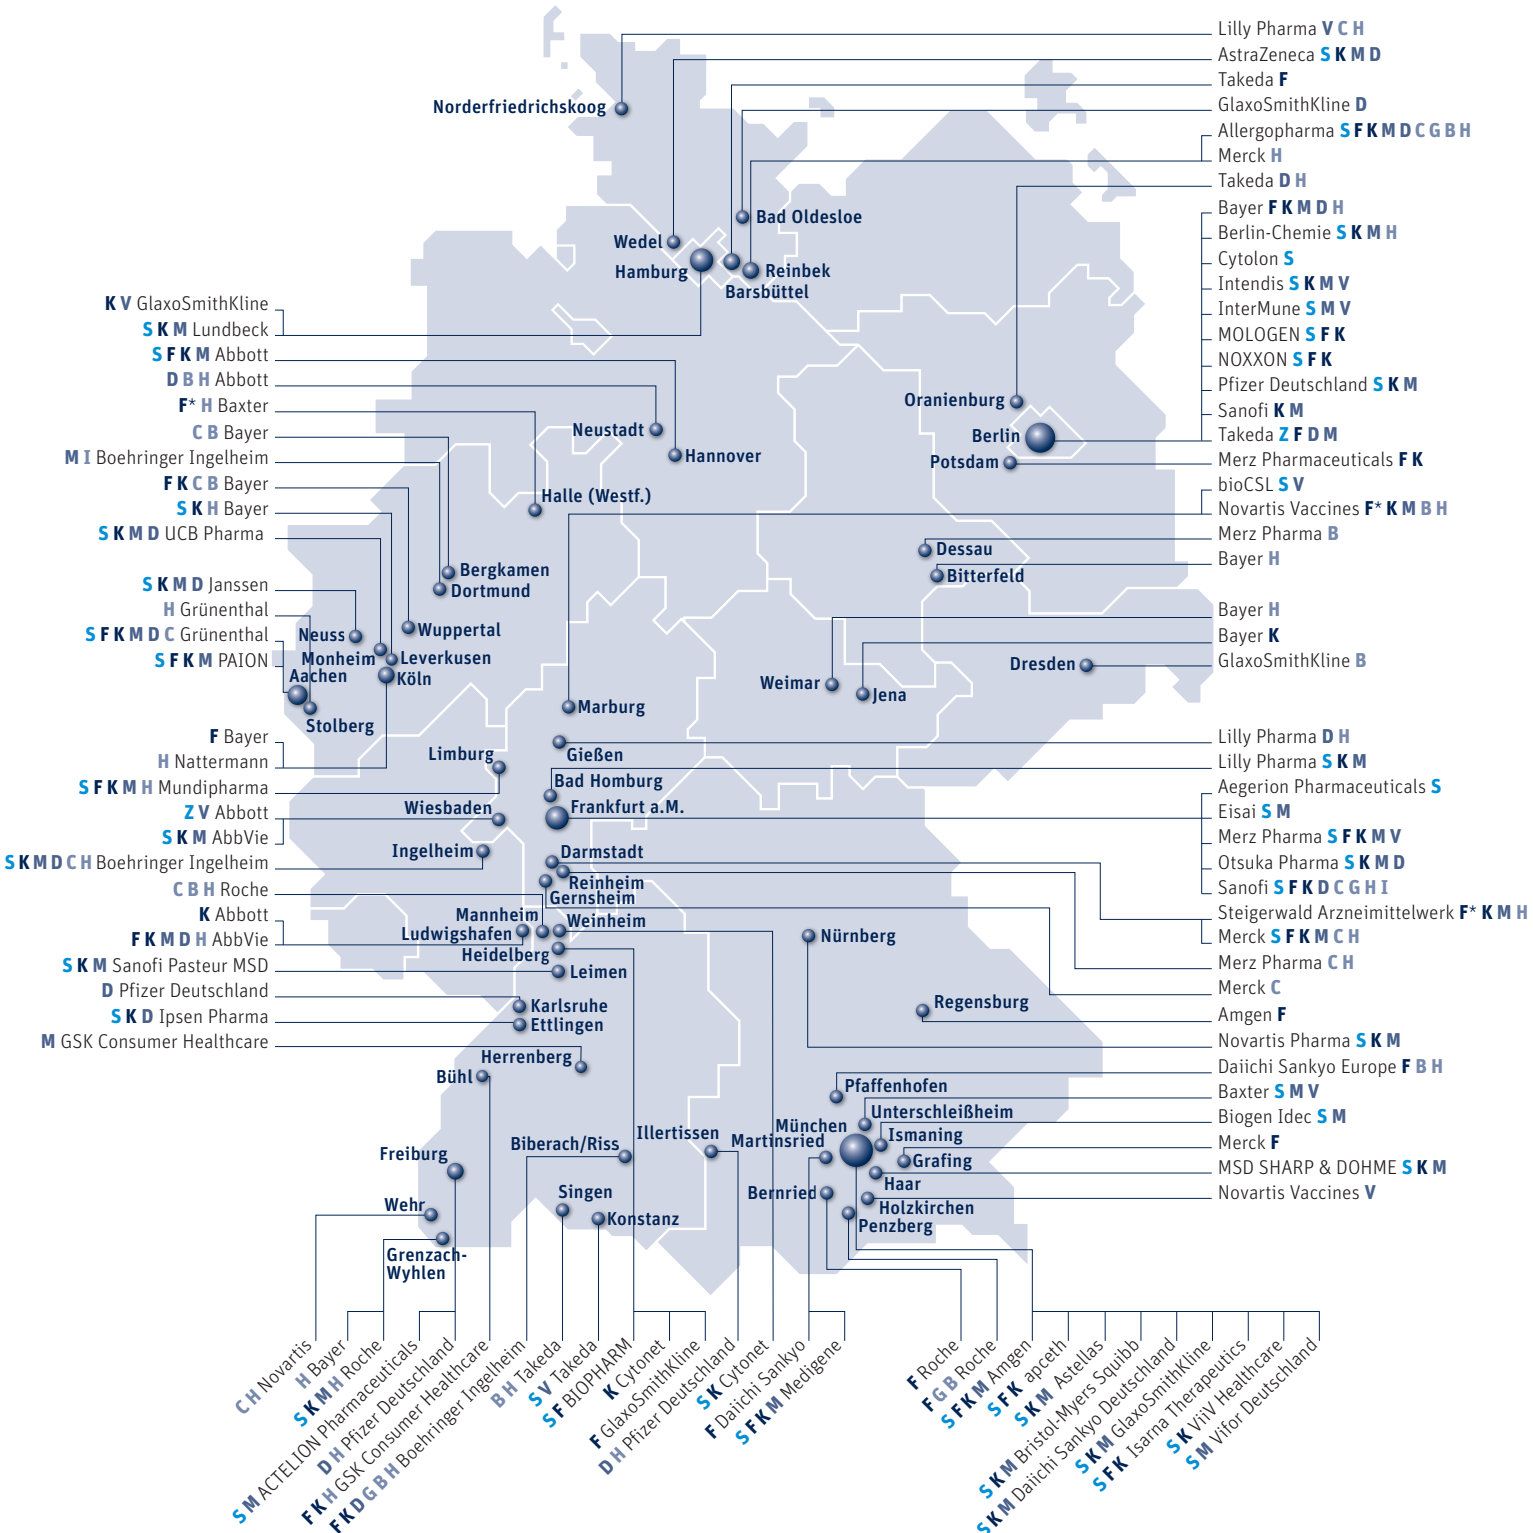 Lilly Pharma V C H
AstraZeneca S K M D
Takeda F
GlaxoSmithKline D
Allergopharma S F K M D C G B H
Merck H
Takeda D H
Bayer F K M D H
Berlin-Chemie S K M H
Cytolon S
Intendis S K M V
InterMune S M V
MOLOGEN S F K
NOXXON S F K
Pfizer Deutschland S K M
Sanofi K M
Takeda Z F D M
Merz Pharmaceuticals F K
bioCSL S V
Novartis Vaccines F* K M B H
Merz Pharma B
Bayer H
Bayer H
Bayer K
GlaxoSmithKline B
Lilly Pharma D H
Lilly Pharma S K M
Aegerion Pharmaceuticals S
Eisai S M
Merz Pharma S F K M V
Otsuka Pharma S K M D
Sanofi S F K D C G H I
Steigerwald Arzneimittelwerk F* K M H
Merck S F K M C H
Merz Pharma C H
Merck C
Amgen F
Novartis Pharma S K M
Daiichi Sankyo Europe F B H
Baxter S M V
Biogen Idec S M
Merck F
MSD SHARP & DOHME S K M
Novartis Vaccines V
K V GlaxoSmithKline
S K M Lundbeck
S F K M Abbott
D B H Abbott
F* H Baxter
C B Bayer
M I Boehringer Ingelheim
F K C B Bayer
S K H Bayer
S K M D UCB Pharma
S K M D Janssen
H Grünenthal
S F K M D C Grünenthal
S F K M PAION
F Bayer
H Nattermann
S F K M H Mundipharma
Z V Abbott
S K M AbbVie
S K M D C H Boehringer Ingelheim
C B H Roche
K Abbott
F K M D H AbbVie
S K M Sanofi Pasteur MSD
D Pfizer Deutschland
S K D Ipsen Pharma
M GSK Consumer Healthcare
Norderfriedrichskoog
Bad Oldesloe
Wedel
Hamburg
Reinbek
Barsbüttel
Oranienburg
Berlin
Potsdam
Neustadt
Hannover
Halle (Westf.)
Dessau
Bitterfeld
Bergkamen
Dortmund
Wuppertal
Neuss
Monheim
Leverkusen
Aachen
Köln
Stolberg
Marburg
Weimar
Jena
Dresden
Gießen
Limburg
Bad Homburg
Wiesbaden
Frankfurt a.M.
Ingelheim
Darmstadt
Reinheim
Gernsheim
Mannheim
Weinheim
Ludwigshafen
Heidelberg
Leimen
Nürnberg
Karlsruhe
Ettlingen
Regensburg
Herrenberg
Bühl
Pfaffenhofen
Unterschleißheim
München
Ismaning
Martinsried
Illertissen
Biberach/Riss
Grafing
Haar
Freiburg
Bernried
Holzkirchen
Penzberg
Singen
Konstanz
Wehr
Grenzach-
Wyhlen
C H Novartis
H Bayer
S K M H Roche
S M ACTELION Pharmaceuticals
D H Pfizer Deutschland
F K H GSK Consumer Healthcare
F K D G B H Boehringer Ingelheim
B H Takeda
S V Takeda
S F BIOPHARM
K Cytonet
F GlaxoSmithKline
D H Pfizer Deutschland
S K Cytonet
F Daiichi Sankyo
S F K M Medigene
F Roche
F G B Roche
S F K M Amgen
S F K apceth
S K M Astellas
S K M Bristol-Myers Squibb
S K M Daiichi Sankyo Deutschland
S K M GlaxoSmithKline
S F K Isarna Therapeutics
S K ViiV Healthcare
S M Vifor Deutschland